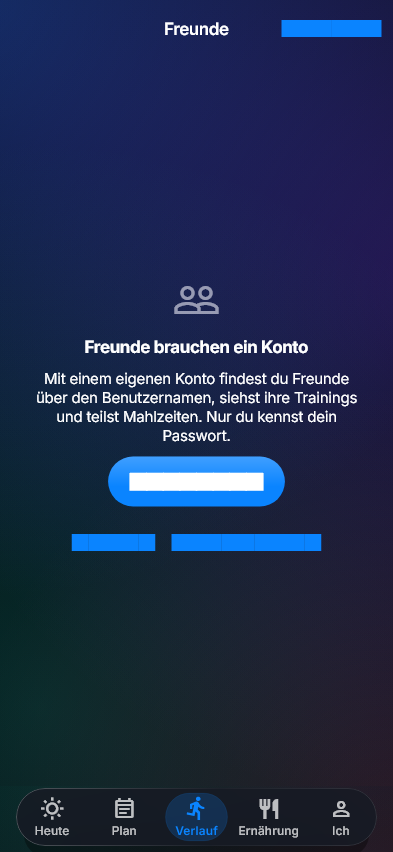 Freunde
Freunde brauchen ein Konto
Mit einem eigenen Konto findest du Freunde
über den Benutzernamen, siehst ihre Trainings
und teilst Mahlzeiten. Nur du kennst dein
Passwort.
Heute
Plan
Verlauf
Ernährung
Ich